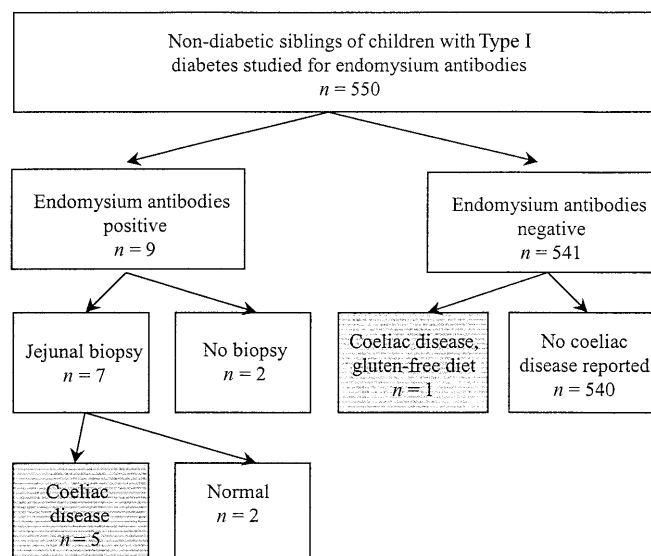 Non-diabetic siblings of children with Type I
diabetes studied for endomysium antibodies
n = 550
Endomysium antibodies
positive
n = 9
Endomysium antibodies
negative
n = 541
Jejunal biopsy
n = 7
No biopsy
n = 2
Coeliac disease,
gluten-free diet
n = 1
No coeliac
disease reported
n = 540
Coeliac
disease
n = 5
Normal
n = 2